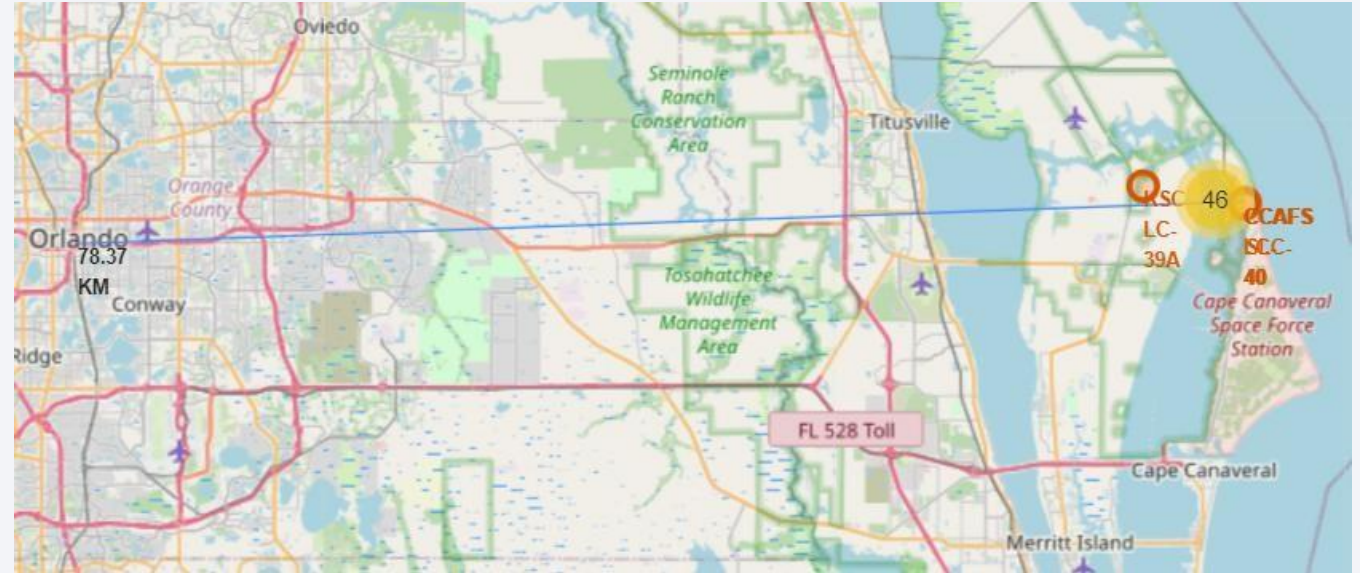 Oviedo
Seminole
Ranch
Conservation
Area
Titusville
Orange
County
KSC
LC-
39A
46
CCAFS
SLC-
40
Orlando
78.37
KM
Conway
Tosohatchee
Wildlife
Management
Area
Cape Canaveral
Space Force
Station
Ridge
FL 528 Toll
Cape Canaveral
Merritt Island